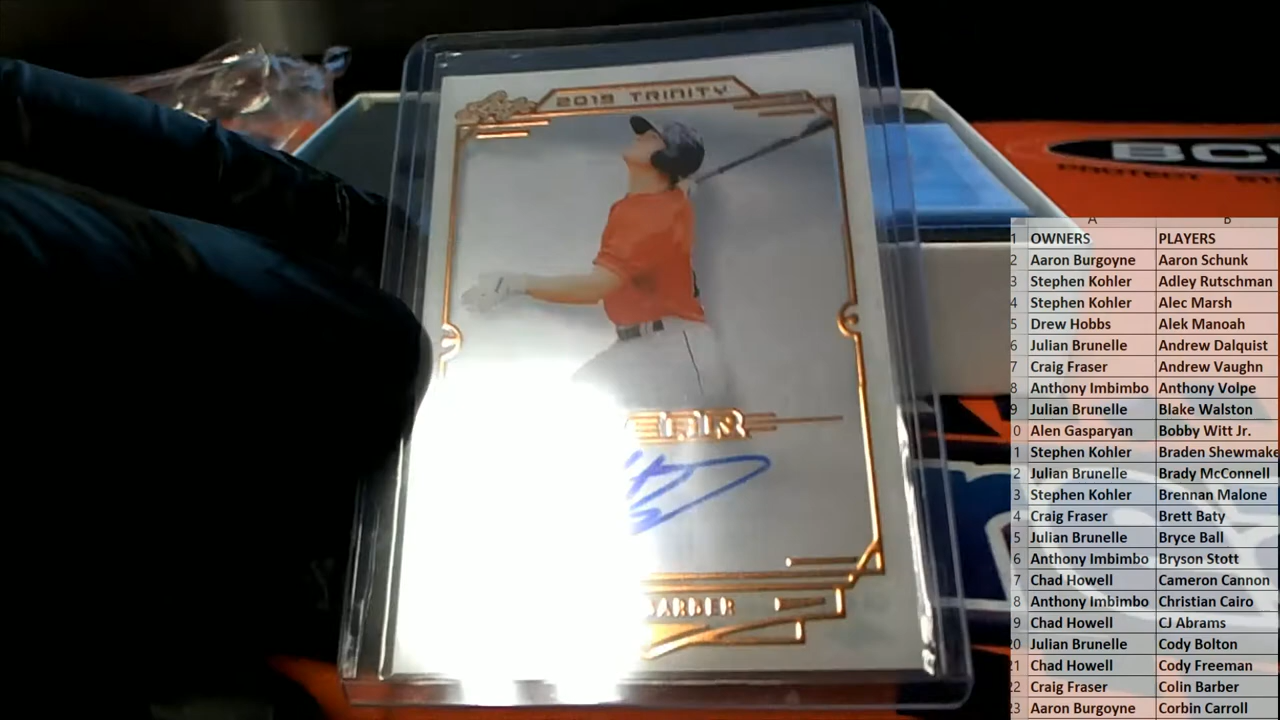 2019 TRINITY
BCW
PROTECT
A B
1 OWNERS PLAYERS
2 Aaron Burgoyne Aaron Schunk
3 Stephen Kohler Adley Rutschman
4 Stephen Kohler Alec Marsh
5 Drew Hobbs Alek Manoah
6 Julian Brunelle Andrew Dalquist
7 Craig Fraser Andrew Vaughn
8 Anthony Imbimbo Anthony Volpe
9 Julian Brunelle Blake Walston
0 Alen Gasparyan Bobby Witt Jr.
1 Stephen Kohler Braden Shewmake
2 Julian Brunelle Brady McConnell
3 Stephen Kohler Brennan Malone
4 Craig Fraser Brett Baty
5 Julian Brunelle Bryce Ball
6 Anthony Imbimbo Bryson Stott
7 Chad Howell Cameron Cannon
8 Anthony Imbimbo Christian Cairo
9 Chad Howell CJ Abrams
20 Julian Brunelle Cody Bolton
21 Chad Howell Cody Freeman
22 Craig Fraser Colin Barber
23 Aaron Burgoyne Corbin Carroll